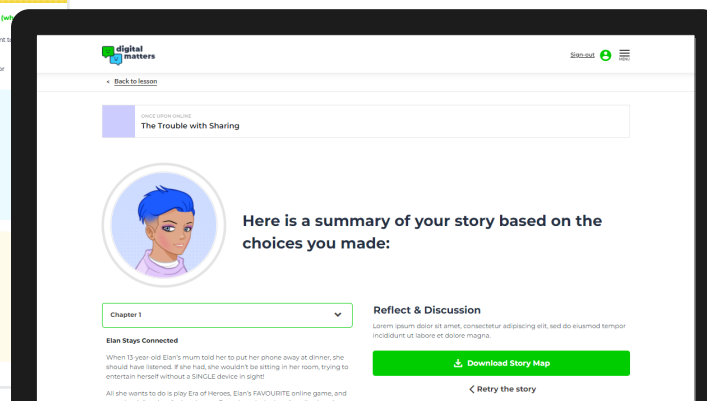 (wh
nt to
or
digital
matters
Sign-out
MENU
< Back to lesson
ONCE UPON ONLINE
The Trouble with Sharing
Here is a summary of your story based on the
choices you made:
Chapter 1
Elan Stays Connected
When 13-year-old Elan's mum told her to put her phone away at dinner, she
should have listened. If she had, she wouldn't be sitting in her room, trying to
entertain herself without a SINGLE device in sight!
All she wants to do is play Era of Heroes, Elan's FAVOURITE online game, and
Reflect & Discussion
Lorem ipsum dolor sit amet, consectetur adipiscing elit, sed do eiusmod tempor
incididunt ut labore et dolore magna.
Download Story Map
Retry the story